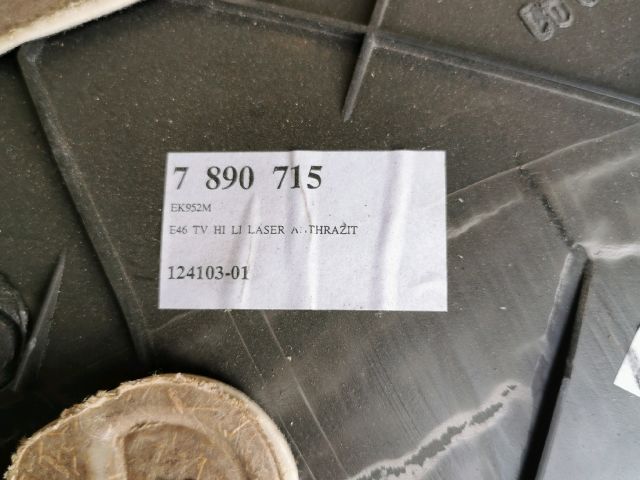 7 890 715
EK952M
E46 TV HI LI LASER ANTHRAZIT
124103-01